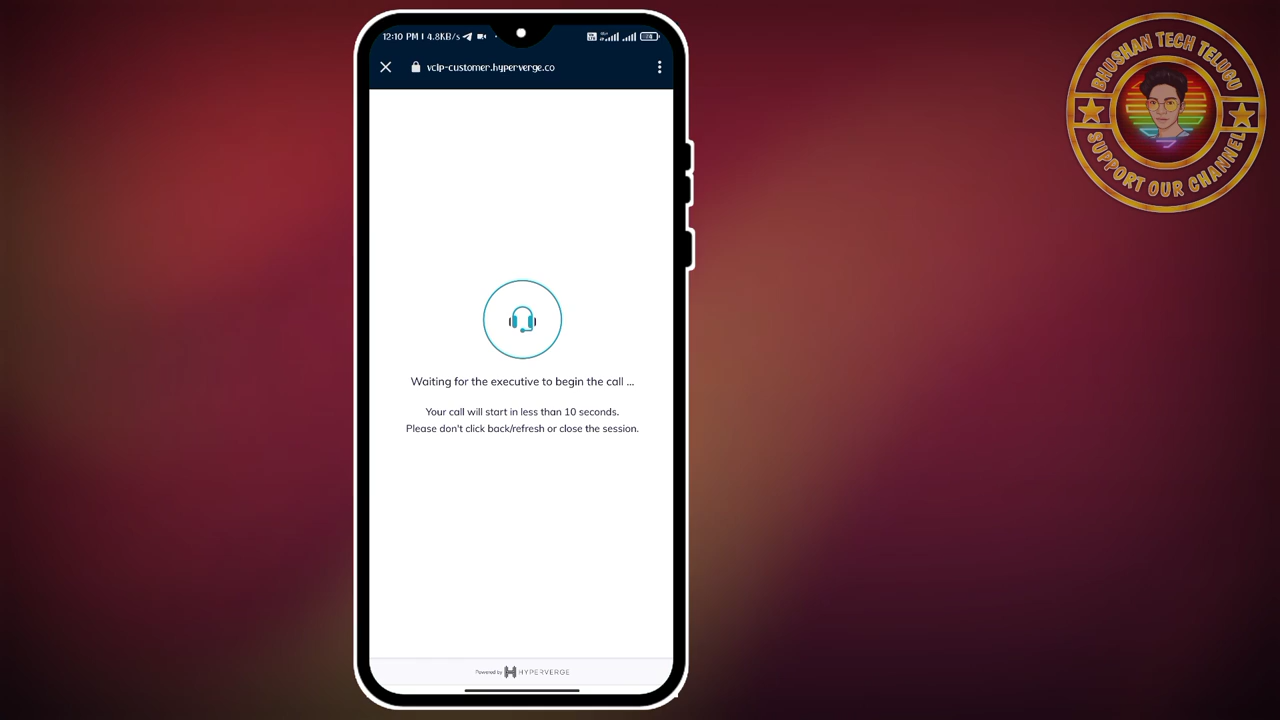 12:10 PM | 4.8KB/s
vcip-customer.hyperverge.co
Waiting for the executive to begin the call ...
Your call will start in less than 10 seconds.
Please don't click back/refresh or close the session.
Powered by HYPERVERGE
BHUSHAN TECH TELUGU
SUPPORT OUR CHANNEL